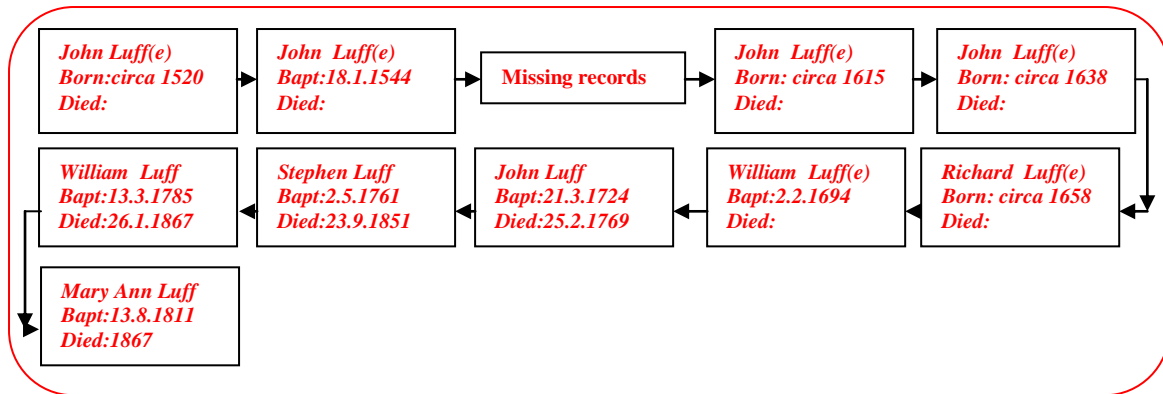 John Luff(e)
Born:circa 1520
Died:
John Luff(e)
Bapt:18.1.1544
Died:
Missing records
John Luff(e)
Born: circa 1615
Died:
John Luff(e)
Born: circa 1638
Died:
Richard Luff(e)
Born: circa 1658
Died:
William Luff(e)
Bapt:2.2.1694
Died:
John Luff
Bapt:21.3.1724
Died:25.2.1769
Stephen Luff
Bapt:2.5.1761
Died:23.9.1851
William Luff
Bapt:13.3.1785
Died:26.1.1867
Mary Ann Luff
Bapt:13.8.1811
Died:1867